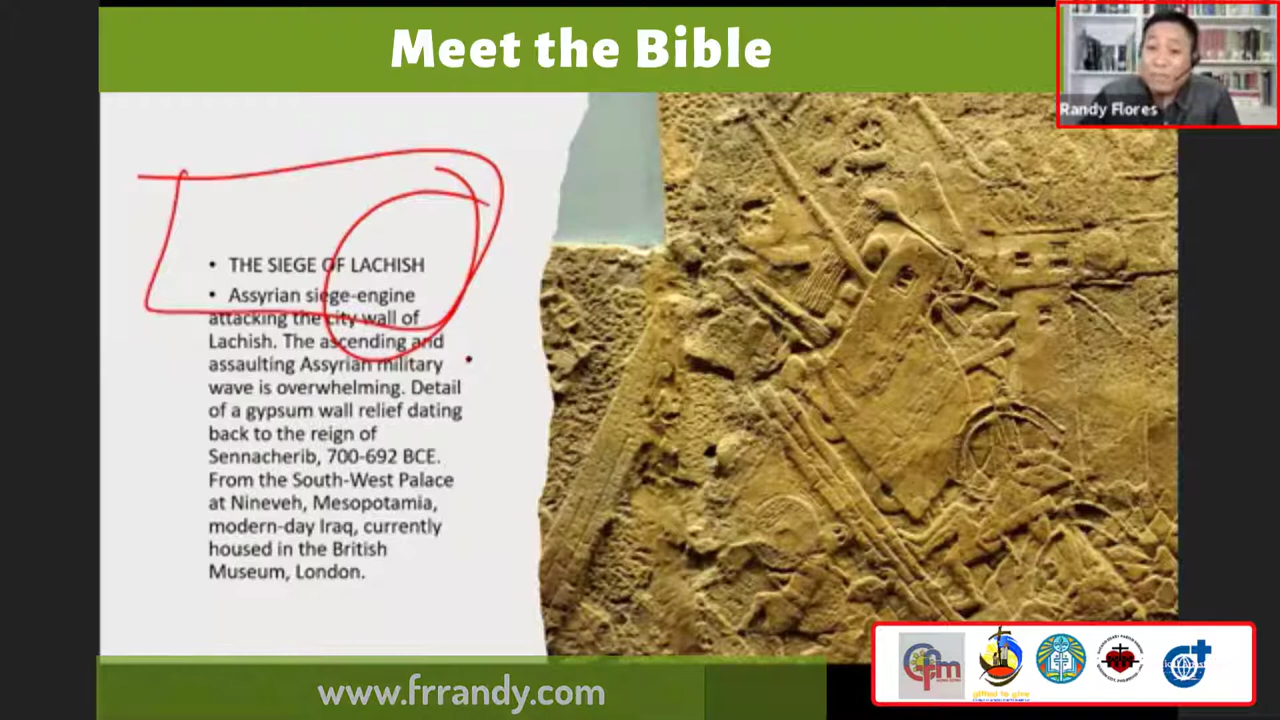 Meet the Bible
Randy Flores
• THE SIEGE OF LACHISH
• Assyrian siege-engine
attacking the city wall of
Lachish. The ascending and
assaulting Assyrian military
wave is overwhelming. Detail
of a gypsum wall relief dating
back to the reign of
Sennacherib, 700-692 BCE.
From the South-West Palace
at Nineveh, Mesopotamia,
modern-day Iraq, currently
housed in the British
Museum, London.
gifted to give
www.frrandy.com